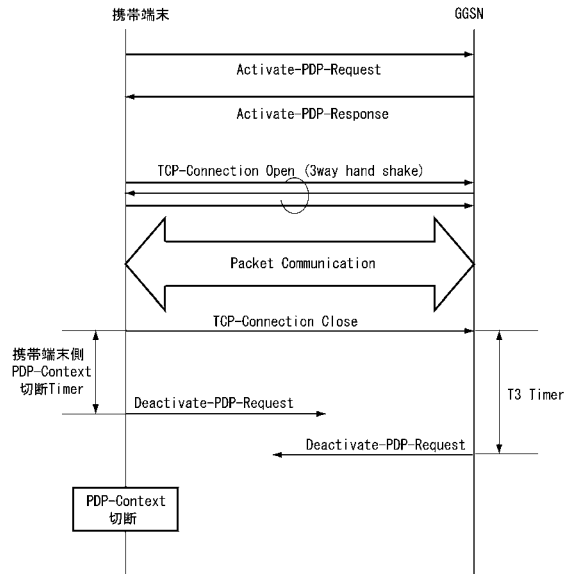 携帯端末
GGSN
Activate-PDP-Request
Activate-PDP-Response
TCP-Connection Open (3way hand shake)
Packet Communication
TCP-Connection Close
携帯端末側
PDP-Context
切断Timer
T3 Timer
Deactivate-PDP-Request
Deactivate-PDP-Request
PDP-Context
切断